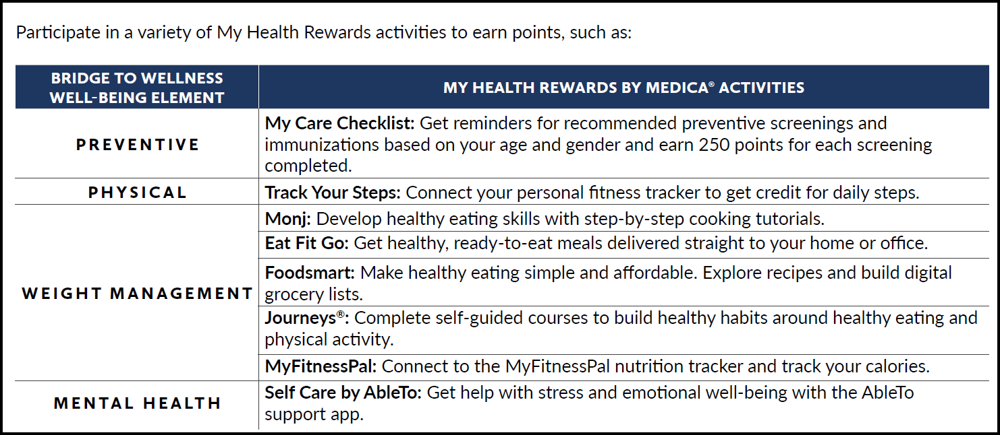 Participate in a variety of My Health Rewards activities to earn points, such as:
BRIDGE TO WELLNESS
WELL-BEING ELEMENT
MY HEALTH REWARDS BY MEDICA® ACTIVITIES
PREVENTIVE
My Care Checklist: Get reminders for recommended preventive screenings and
immunizations based on your age and gender and earn 250 points for each screening
completed.
PHYSICAL
Track Your Steps: Connect your personal fitness tracker to get credit for daily steps.
WEIGHT MANAGEMENT
Monj: Develop healthy eating skills with step-by-step cooking tutorials.
Eat Fit Go: Get healthy, ready-to-eat meals delivered straight to your home or office.
Foodsmart: Make healthy eating simple and affordable. Explore recipes and build digital
grocery lists.
Journeys®: Complete self-guided courses to build healthy habits around healthy eating and
physical activity.
MyFitnessPal: Connect to the MyFitnessPal nutrition tracker and track your calories.
MENTAL HEALTH
Self Care by AbleTo: Get help with stress and emotional well-being with the AbleTo
support app.